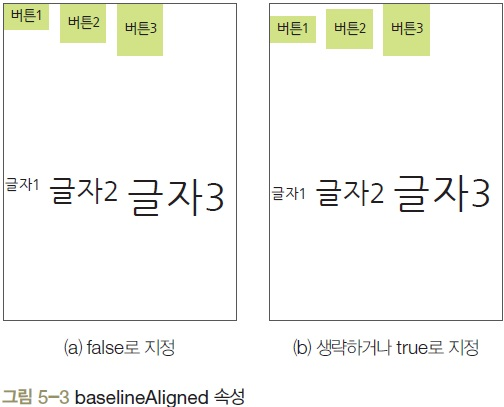 버튼1 버튼2 버튼3
글자1 글자2 글자3
(a) false로 지정
버튼1 버튼2 버튼3
글자1 글자2 글자3
(b) 생략하거나 true로 지정
그림 5-3 baselineAligned 속성